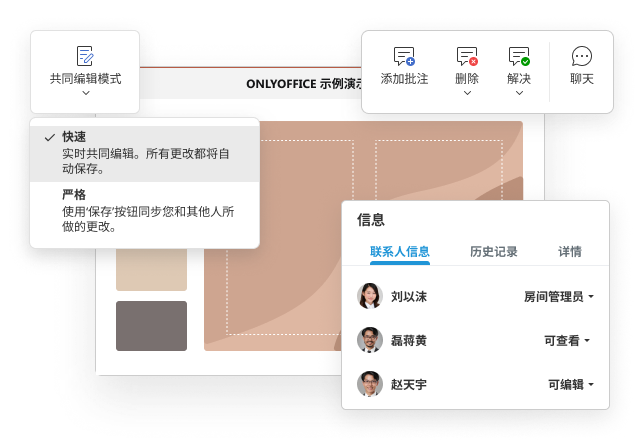 共同编辑模式
ONLYOFFICE 示例演示
添加批注
删除
解决
聊天
快速
实时共同编辑。所有更改都将自
动保存。
严格
使用‘保存’按钮同步您和其他人所
做的更改。
信息
联系人信息
历史记录
详情
刘以沫
房间管理员
磊蒋黄
可查看
赵天宇
可编辑